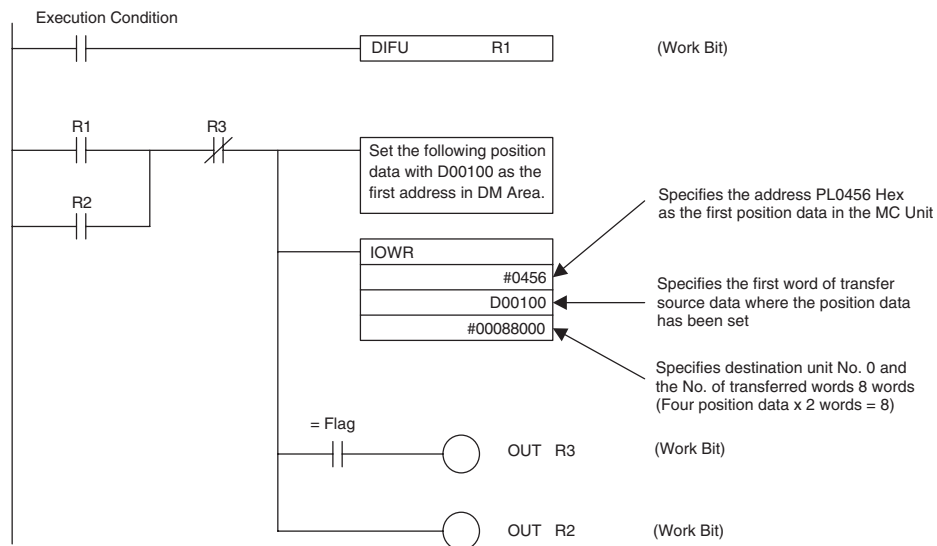 Execution Condition
DIFU R1
(Work Bit)
R1
R3
R2
Set the following position
data with D00100 as the
first address in DM Area.
IOWR
#0456
D00100
#00088000
Specifies the address PL0456 Hex
as the first position data in the MC Unit
Specifies the first word of transfer
source data where the position data
has been set
Specifies destination unit No. 0 and
the No. of transferred words 8 words
(Four position data x 2 words = 8)
= Flag
OUT R3
(Work Bit)
OUT R2
(Work Bit)